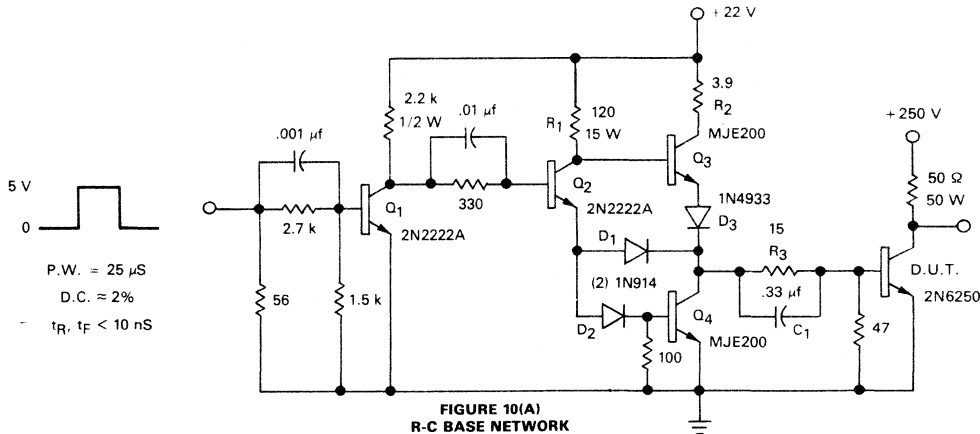 + 22 V
2.2 k
1/2 W
.01 µf
R1
120
15 W
3.9
R2
MJE200
+250 V
.001 µf
Q3
5 V
0
Q1
330
Q2
1N4933
50 Ω
50 W
2.7 k
2N2222A
2N2222A
D1
D3
15
R3
D.U.T.
P.W. = 25 µS
D.C. ≈ 2%
tR, tF < 10 nS
56
1.5 k
(2) 1N914
.33 µf
2N6250
D2
Q4
C1
47
MJE200
100
FIGURE 10(A)
R-C BASE NETWORK